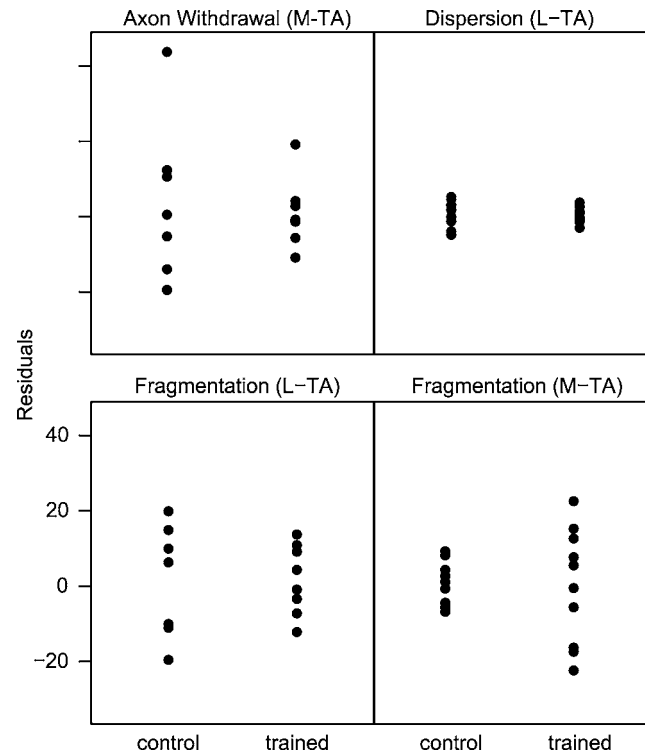 Axon Withdrawal (M-TA)
Dispersion (L−TA)
Residuals
Fragmentation (L−TA)
Fragmentation (M−TA)
40
20
0
−20
control
trained
control
trained